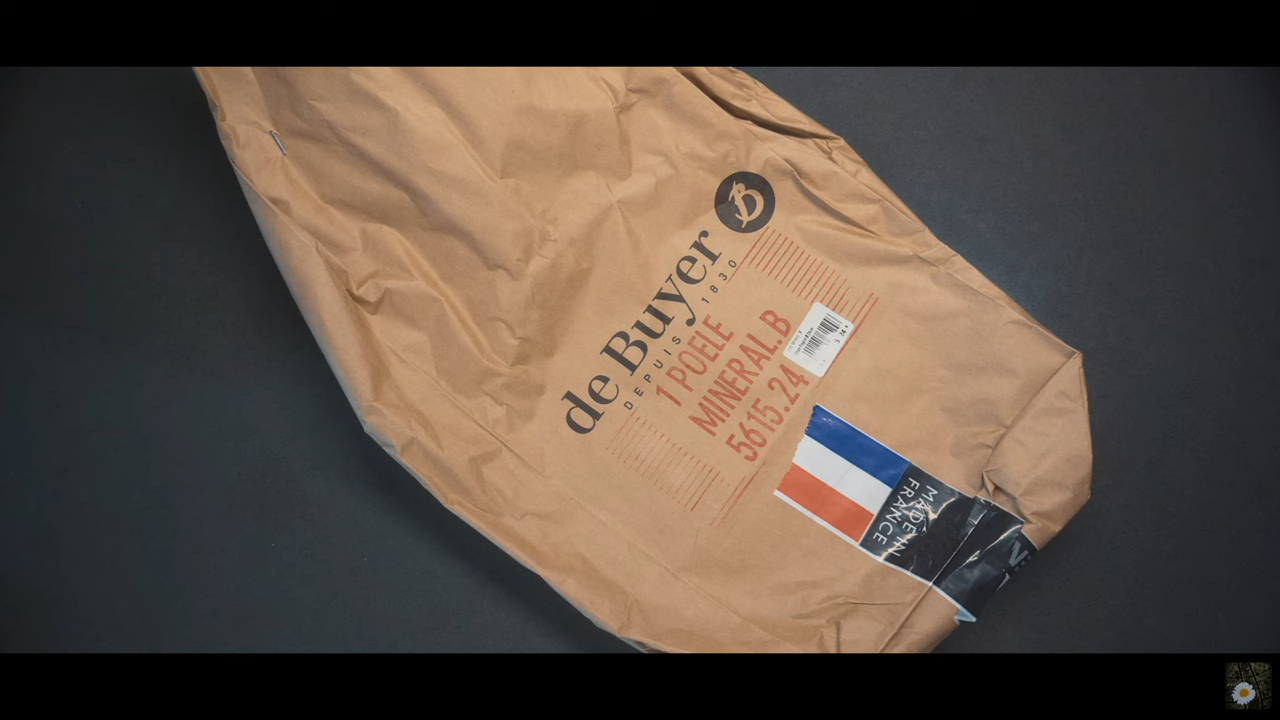 B
de Buyer
DEPUIS 1830
1 POELE
MINERAL.B
5615.24
MADE IN
FRANCE